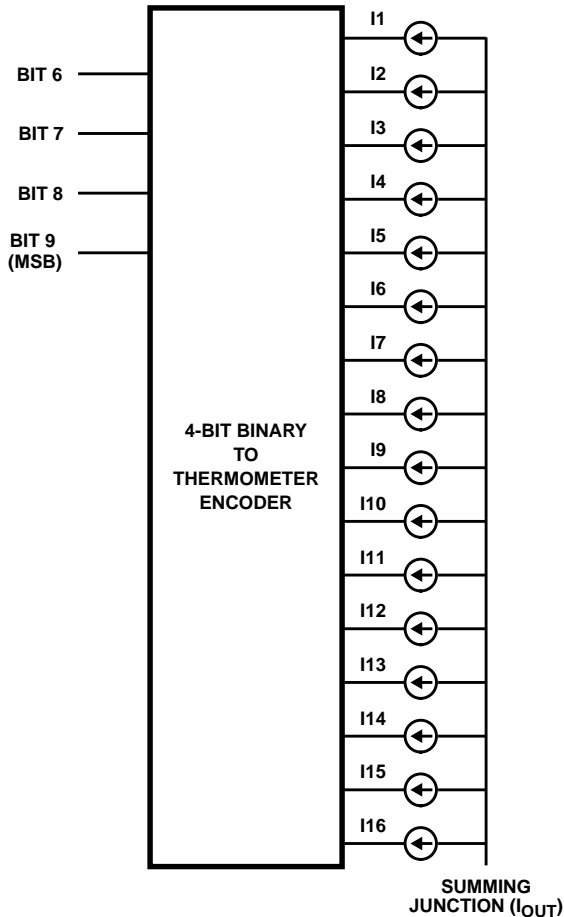 BIT 6
BIT 7
BIT 8
BIT 9
(MSB)
4-BIT BINARY
TO
THERMOMETER
ENCODER
I1
I2
I3
I4
I5
I6
I7
I8
I9
I10
I11
I12
I13
I14
I15
I16
SUMMING
JUNCTION (IOUT)